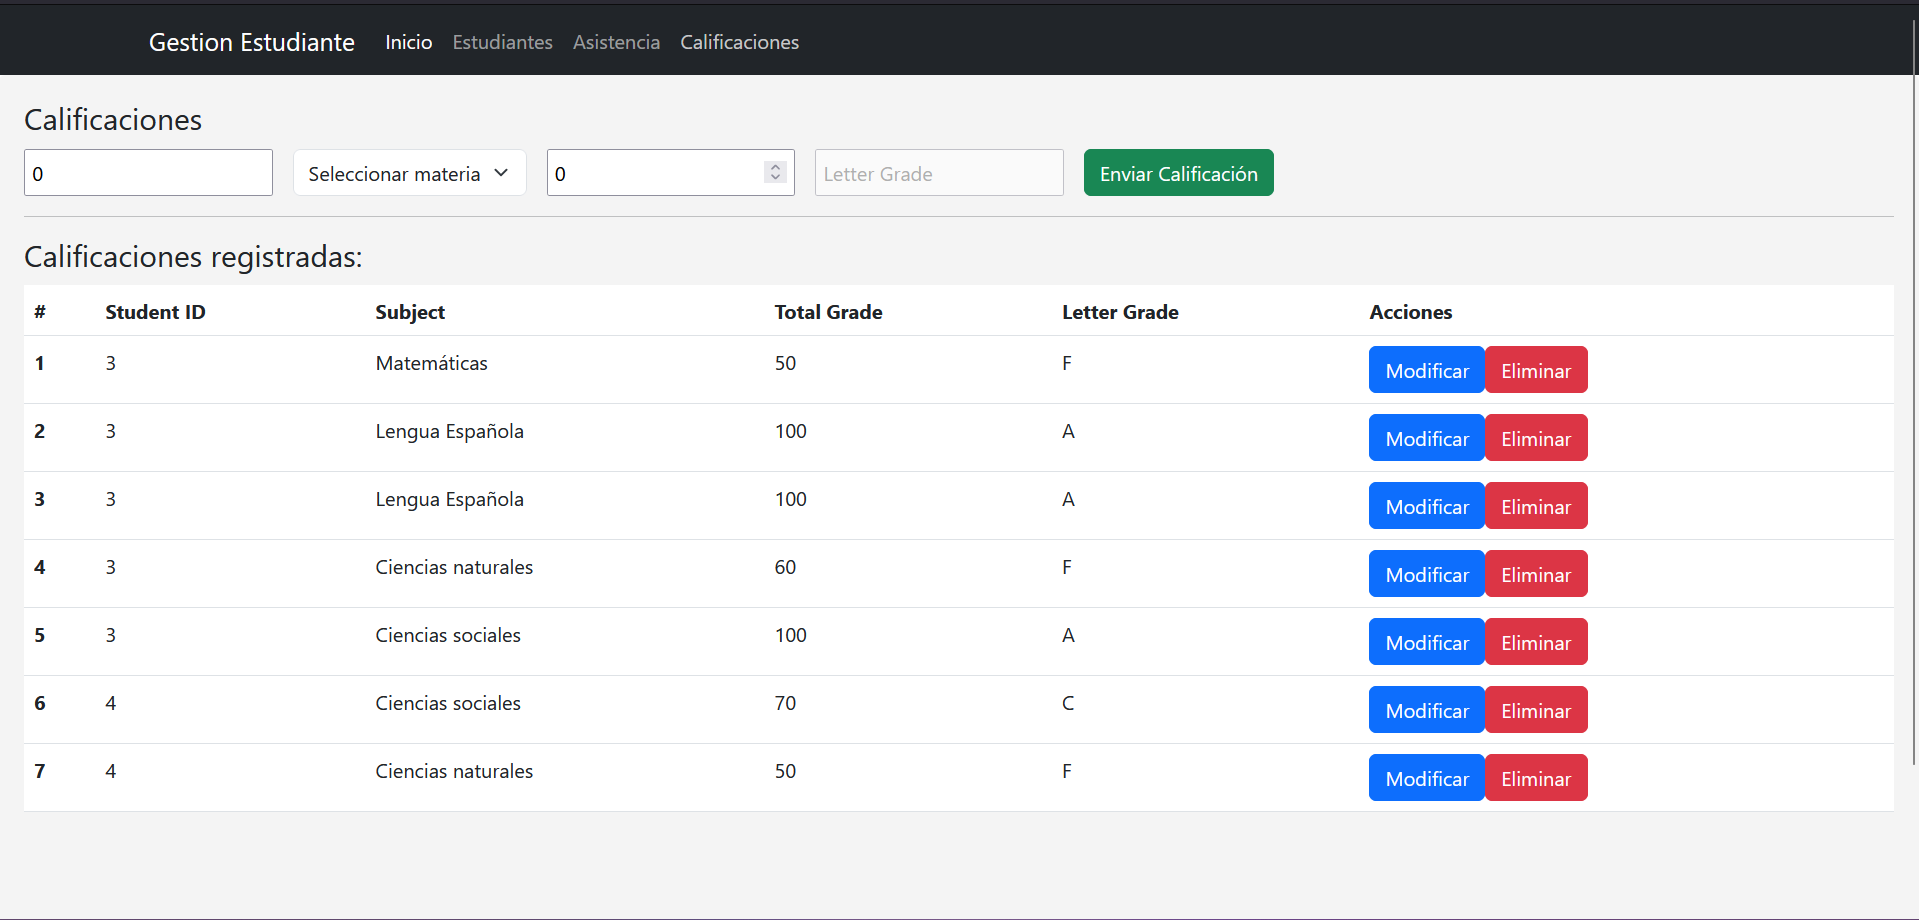 Gestion Estudiante Inicio Estudiantes Asistencia Calificaciones
Calificaciones
0 Seleccionar materia 0 Letter Grade Enviar Calificación
Calificaciones registradas:
# Student ID Subject Total Grade Letter Grade Acciones
1 3 Matemáticas 50 F Modificar Eliminar
2 3 Lengua Española 100 A Modificar Eliminar
3 3 Lengua Española 100 A Modificar Eliminar
4 3 Ciencias naturales 60 F Modificar Eliminar
5 3 Ciencias sociales 100 A Modificar Eliminar
6 4 Ciencias sociales 70 C Modificar Eliminar
7 4 Ciencias naturales 50 F Modificar Eliminar